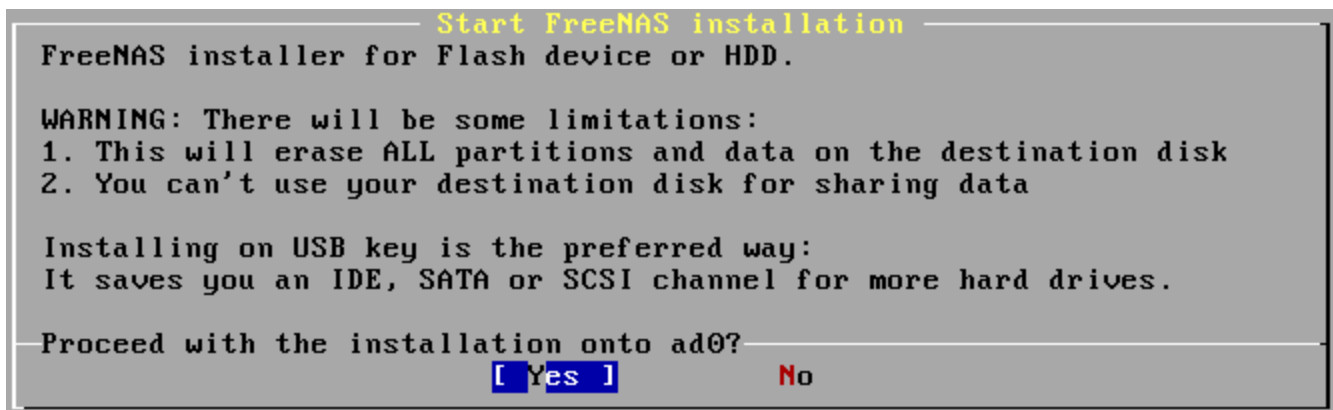 Start FreeNAS installation
FreeNAS installer for Flash device or HDD.
WARNING: There will be some limitations:
1. This will erase ALL partitions and data on the destination disk
2. You can't use your destination disk for sharing data
Installing on USB key is the preferred way:
It saves you an IDE, SATA or SCSI channel for more hard drives.
Proceed with the installation onto ad0?
[ Yes ] No